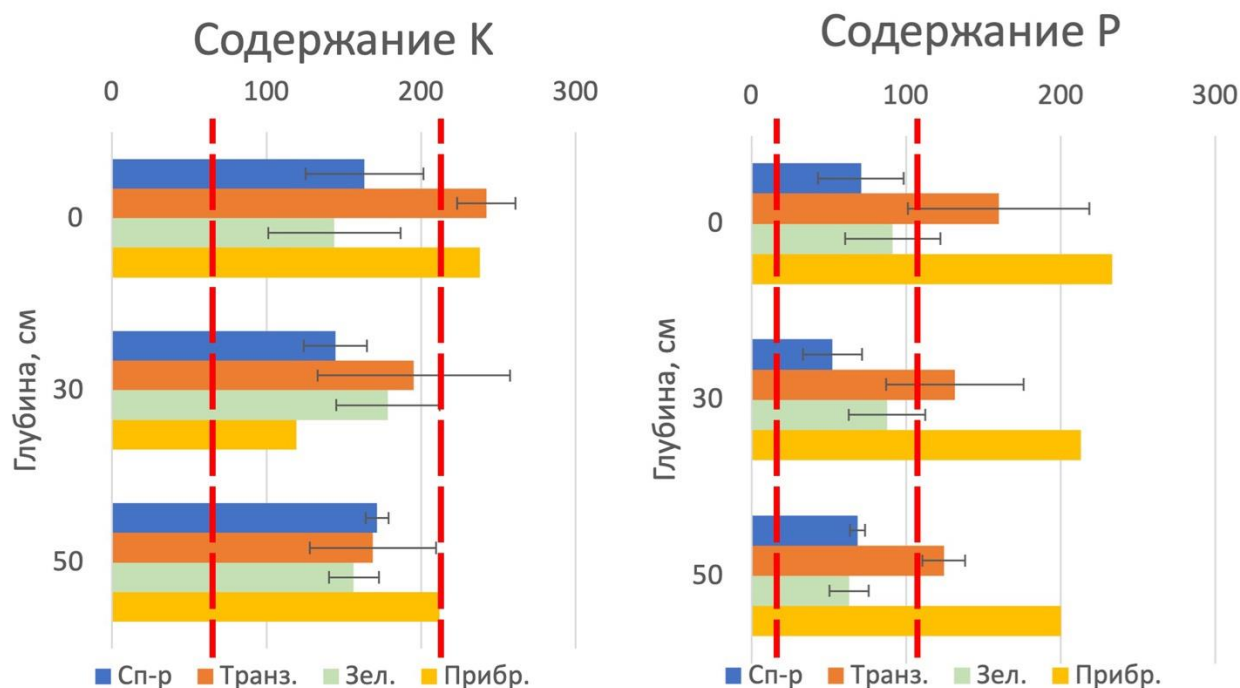 Содержание K
0 100 200 300
Глубина, см
0
30
50
Сп-р Транз. Зел. Прибр.
Содержание P
0 100 200 300
Глубина, см
0
30
50
Сп-р Транз. Зел. Прибр.